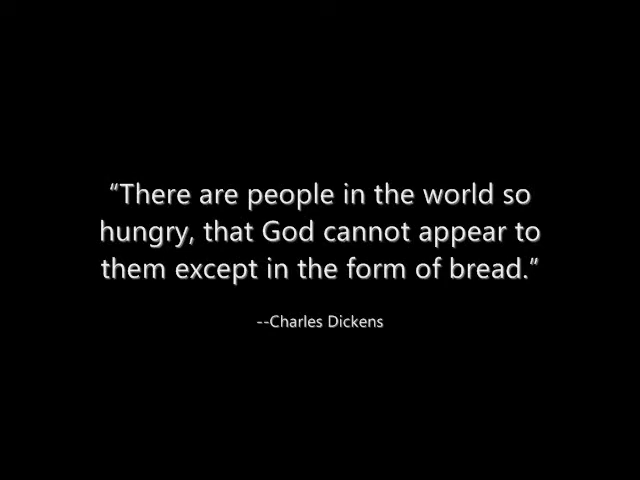 “There are people in the world so
hungry, that God cannot appear to
them except in the form of bread.”
--Charles Dickens